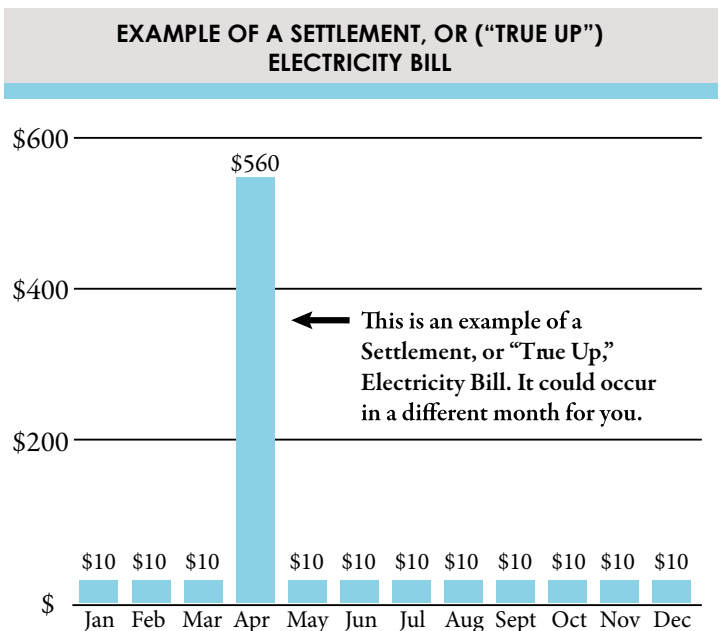 EXAMPLE OF A SETTLEMENT, OR (“TRUE UP”)
ELECTRICITY BILL
$600
$560
$400
This is an example of a
Settlement, or “True Up,”
Electricity Bill. It could occur
in a different month for you.
$200
$10 $10 $10 $10 $10 $10 $10 $10 $10 $10 $10
$
Jan Feb Mar Apr May Jun Jul Aug Sept Oct Nov Dec